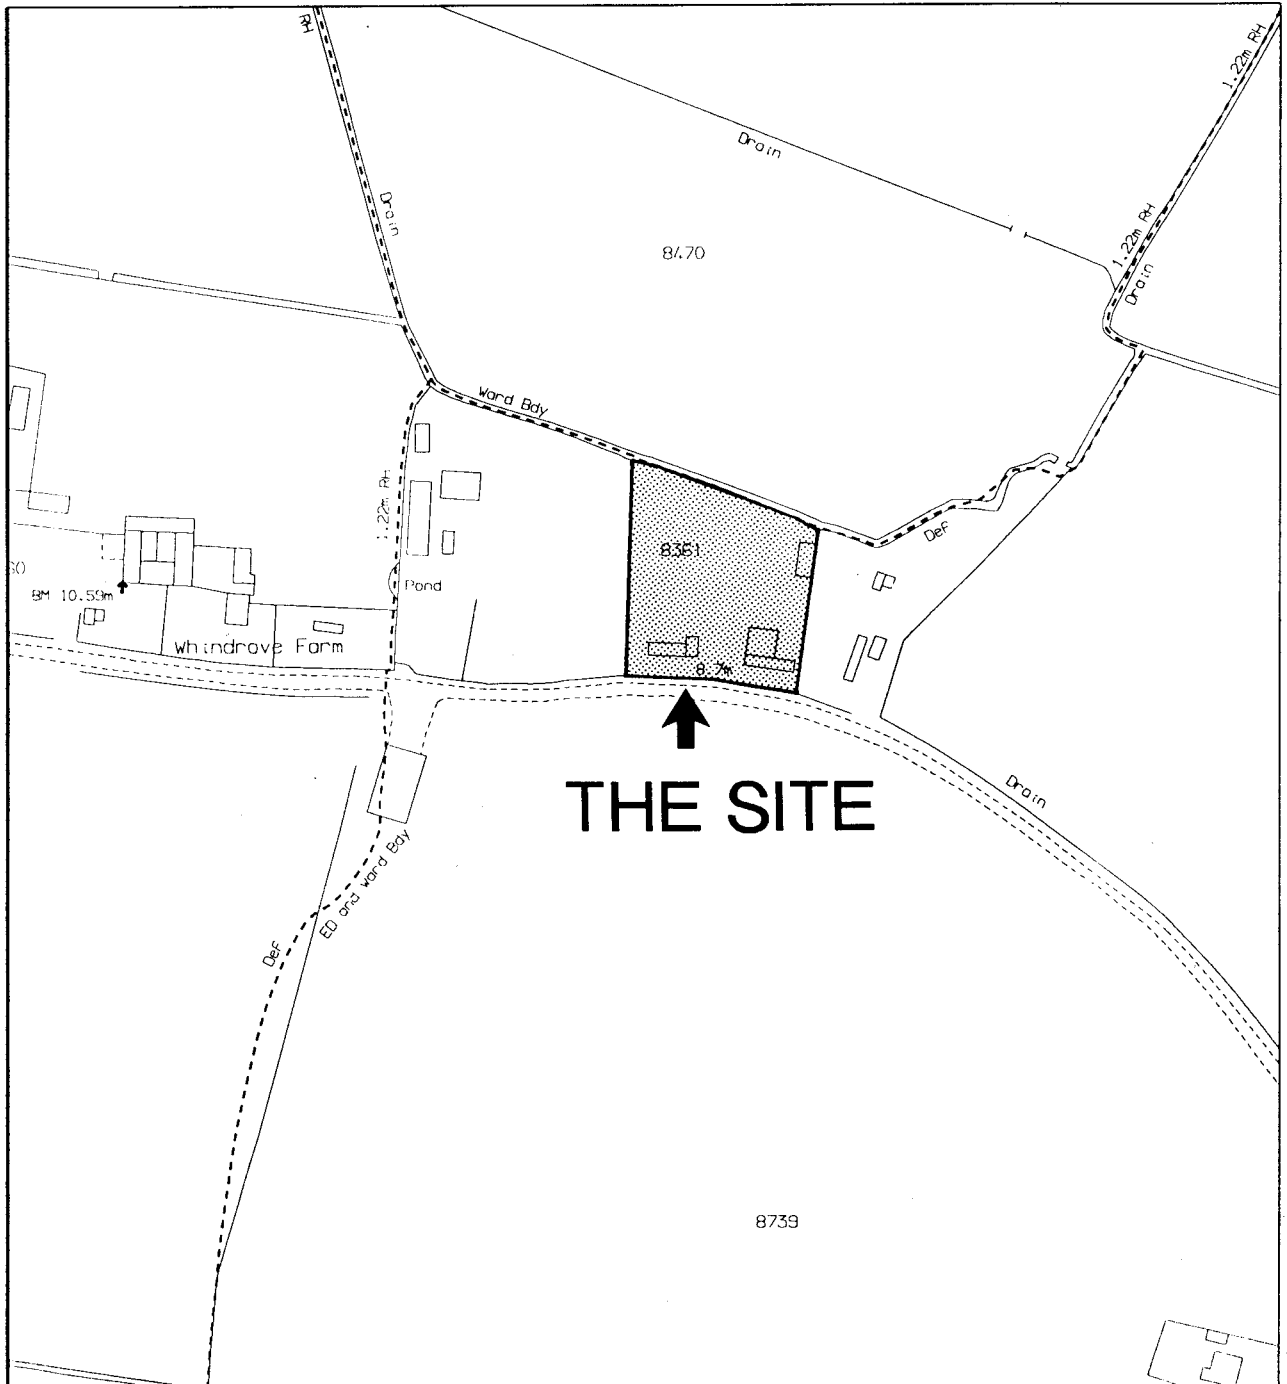 RH
1.22m RH
Drain
Drain
1.22m RH
Drain
8470
Ward Bdy
1.22m RH
Def
8361
BM 10.59m
Pond
Whindrove Farm
8.7m
THE SITE
Drain
ED and Ward Bdy
Def
8739